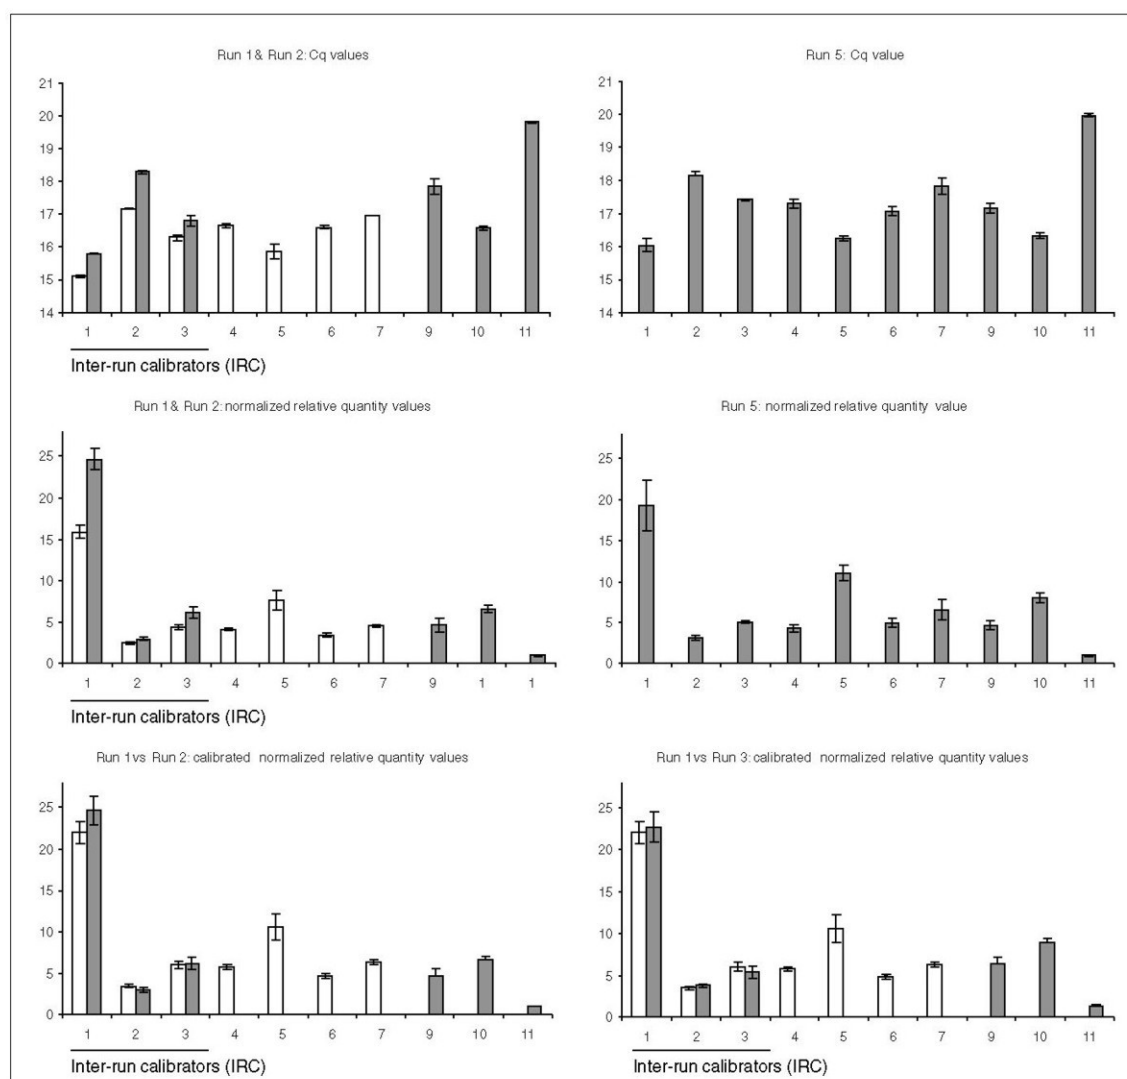 Run 1 & Run 2: Cq values
21
20
19
18
17
16
15
14
1 2 3 4 5 6 7 9 10 11
Inter-run calibrators (IRC)
Run 5: Cq value
21
20
19
18
17
16
15
14
1 2 3 4 5 6 7 9 10 11
Run 1 & Run 2: normalized relative quantity values
25
20
15
10
5
0
1 2 3 4 5 6 7 9 1 1
Inter-run calibrators (IRC)
Run 5: normalized relative quantity value
25
20
15
10
5
0
1 2 3 4 5 6 7 9 10 11
Run 1 vs Run 2: calibrated normalized relative quantity values
25
20
15
10
5
0
1 2 3 4 5 6 7 9 10 11
Inter-run calibrators (IRC)
Run 1 vs Run 3: calibrated normalized relative quantity values
25
20
15
10
5
0
1 2 3 4 5 6 7 9 10 11
Inter-run calibrators (IRC)